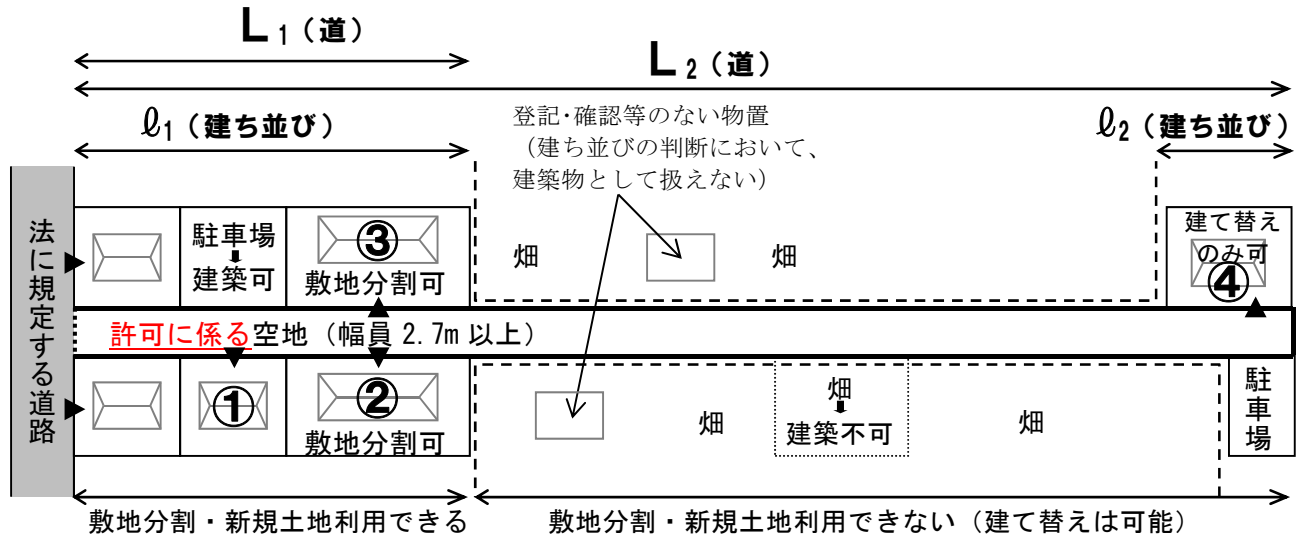 L1(道)
L2(道)
ℓ1(建ち並び)
登記・確認等のない物置
(建ち並びの判断において、
建築物として扱えない)
ℓ2(建ち並び)
法に規定する道路
駐車場
建築可
③
敷地分割可
畑
畑
建て替え
のみ可
④
許可に係る空地(幅員 2.7m 以上)
①
②
敷地分割可
畑
畑
建築不可
畑
駐車場
敷地分割・新規土地利用できる
敷地分割・新規土地利用できない(建て替えは可能)